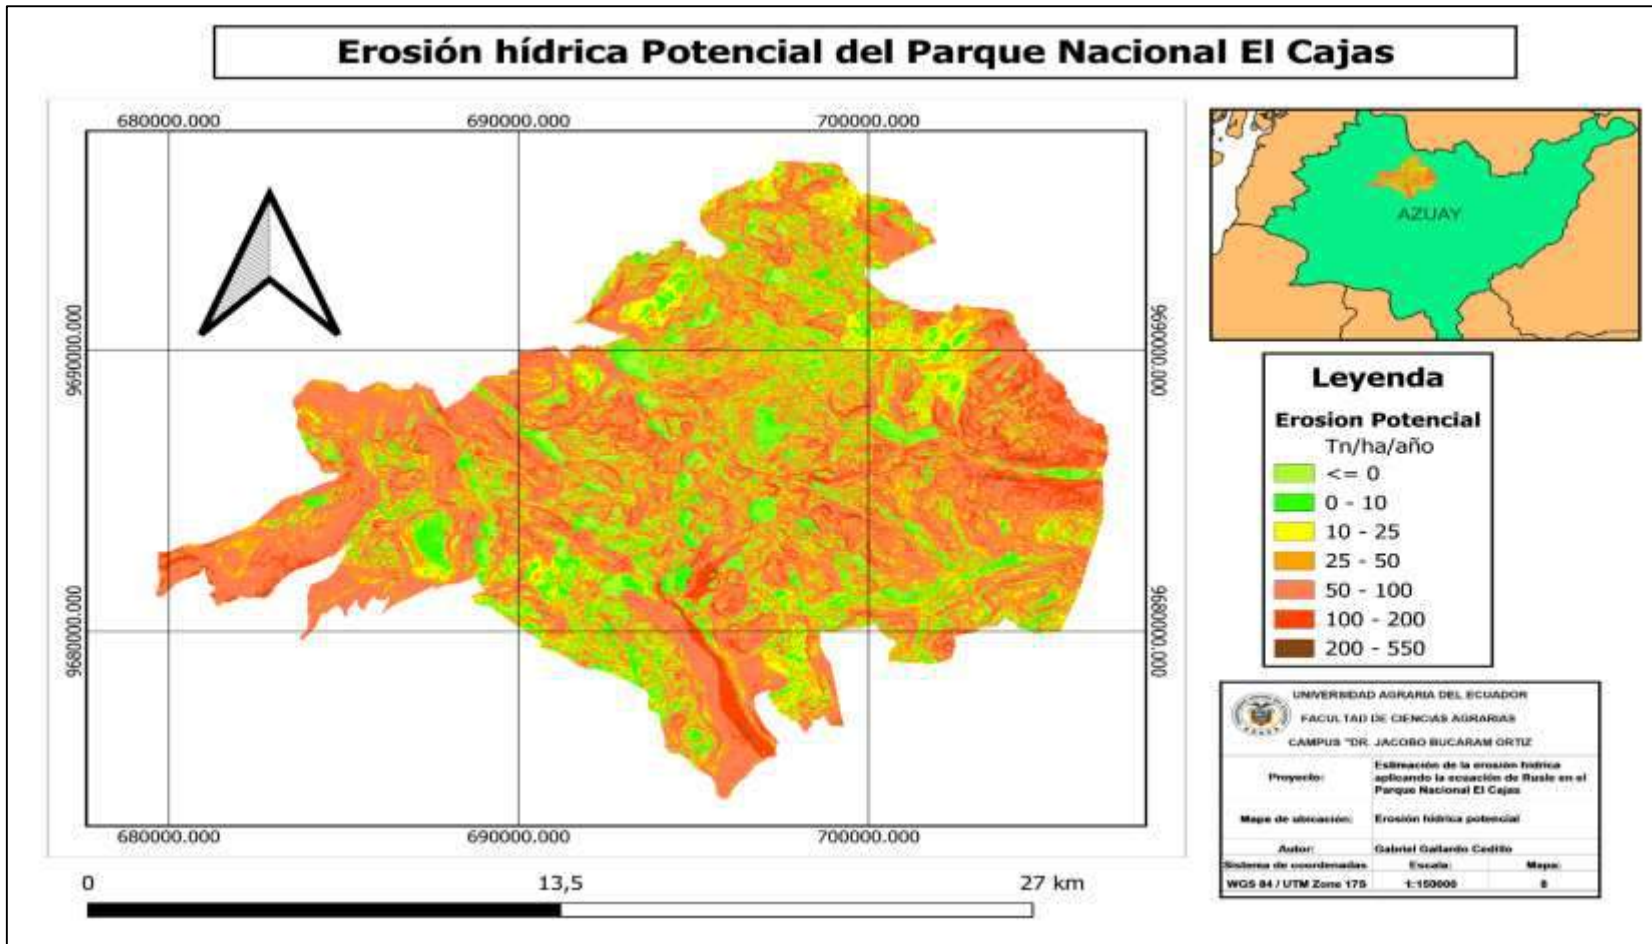 Erosión hídrica Potencial del Parque Nacional El Cajas
680000.000 690000.000 700000.000
9690000.000 9690000.000
9680000.000 9680000.000
680000.000 690000.000 700000.000
0 13,5 27 km
AZUAY
Leyenda
Erosion Potencial
Tn/ha/año
<= 0
0 - 10
10 - 25
25 - 50
50 - 100
100 - 200
200 - 550
UNIVERSIDAD AGRARIA DEL ECUADOR
FACULTAD DE CIENCIAS AGRARIAS
CAMPUS "DR. JACOBO BUCARAM ORTIZ
Proyecto: Estimación de la erosión hídrica
aplicando la ecuación de Rusle en el
Parque Nacional El Cajas
Mapa de ubicación: Erosión hídrica potencial
Autor: Gabriel Gallardo Cedillo
Sistema de coordenadas Escala: Mapa:
WGS 84 / UTM Zone 17S 1:150000